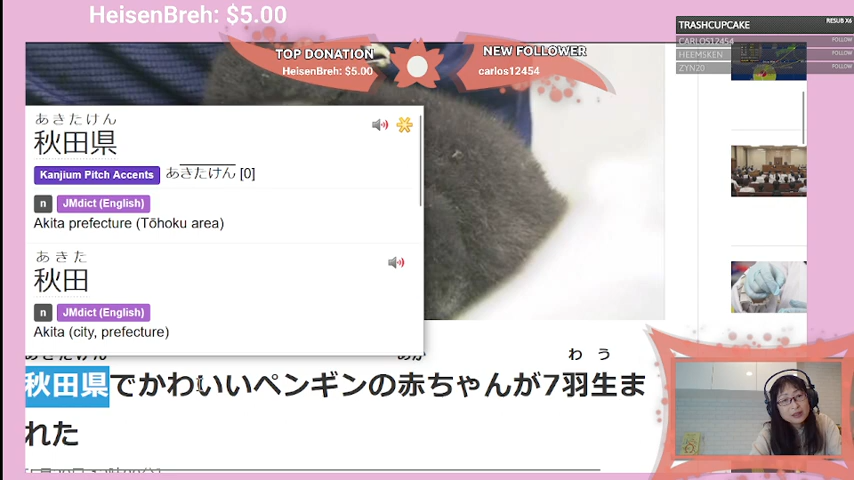 HeisenBreh: $5.00
TOP DONATION
HeisenBreh: $5.00
NEW FOLLOWER
carlos12454
TRASHCUPCAKE
RESUB X6
CARLOS12454
FOLLOW
HEEMSKEN
FOLLOW
ZYN20
FOLLOW
あきたけん
秋田県
Kanjium Pitch Accents
あきたけん [0]
n
JMdict (English)
Akita prefecture (Tōhoku area)
あきた
秋田
n
JMdict (English)
Akita (city, prefecture)
わ う
秋田県でかわいいペンギンの赤ちゃんが7羽生ま
れた